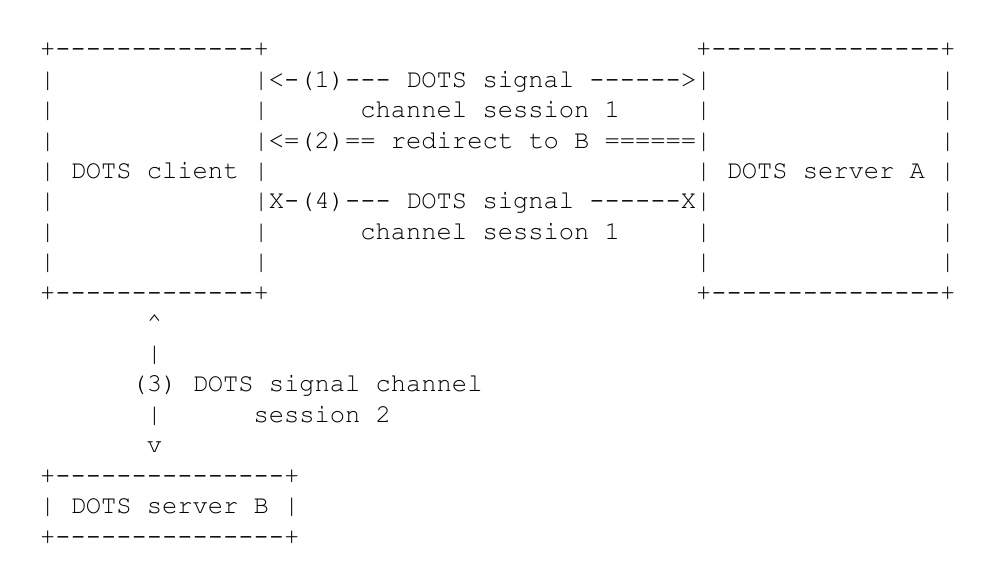 +-------------+                            +---------------+
|             |<-(1)--- DOTS signal ------>|               |
|             |      channel session 1     |               |
|             |<=(2)== redirect to B ======|               |
| DOTS client |                            | DOTS server A |
|             |X-(4)--- DOTS signal ------X|               |
|             |      channel session 1     |               |
|             |                            |               |
+-------------+                            +---------------+
       ^
       |
      (3) DOTS signal channel
       |      session 2
       v
+---------------+
| DOTS server B |
+---------------+